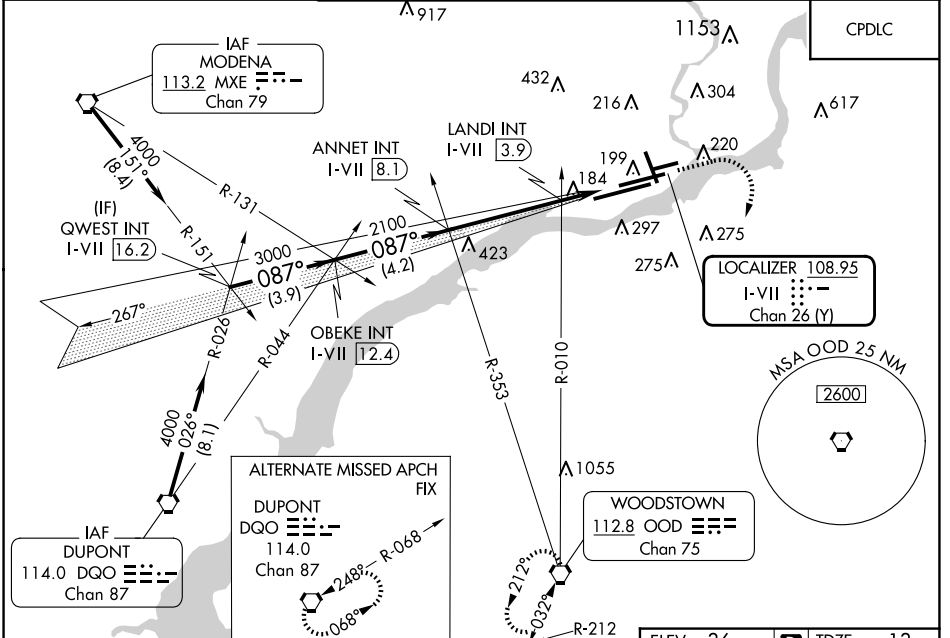 917
1153
CPDLC
IAF
MODENA
113.2 MXE
Chan 79
432
216
304
617
ANNET INT
I-VII 8.1
LANDI INT
I-VII 3.9
199
220
184
4000
151°
(8.4)
R-131
(IF)
QWEST INT
I-VII 16.2
R-151
3000
087°
(3.9)
2100
087°
(4.2)
423
297
275
275
267°
LOCALIZER 108.95
I-VII
Chan 26 (Y)
R-026
R-044
OBEKE INT
I-VII 12.4
R-353
R-010
MSA OOD 25 NM
2600
4000
026°
(8.1)
1055
ALTERNATE MISSED APCH
FIX
DUPONT
DQO
114.0
Chan 87
R-068
248°
068°
WOODSTOWN
112.8 OOD
Chan 75
IAF
DUPONT
114.0 DQO
Chan 87
212°
032°
R-212
ELEV 26
D
TDZE 12